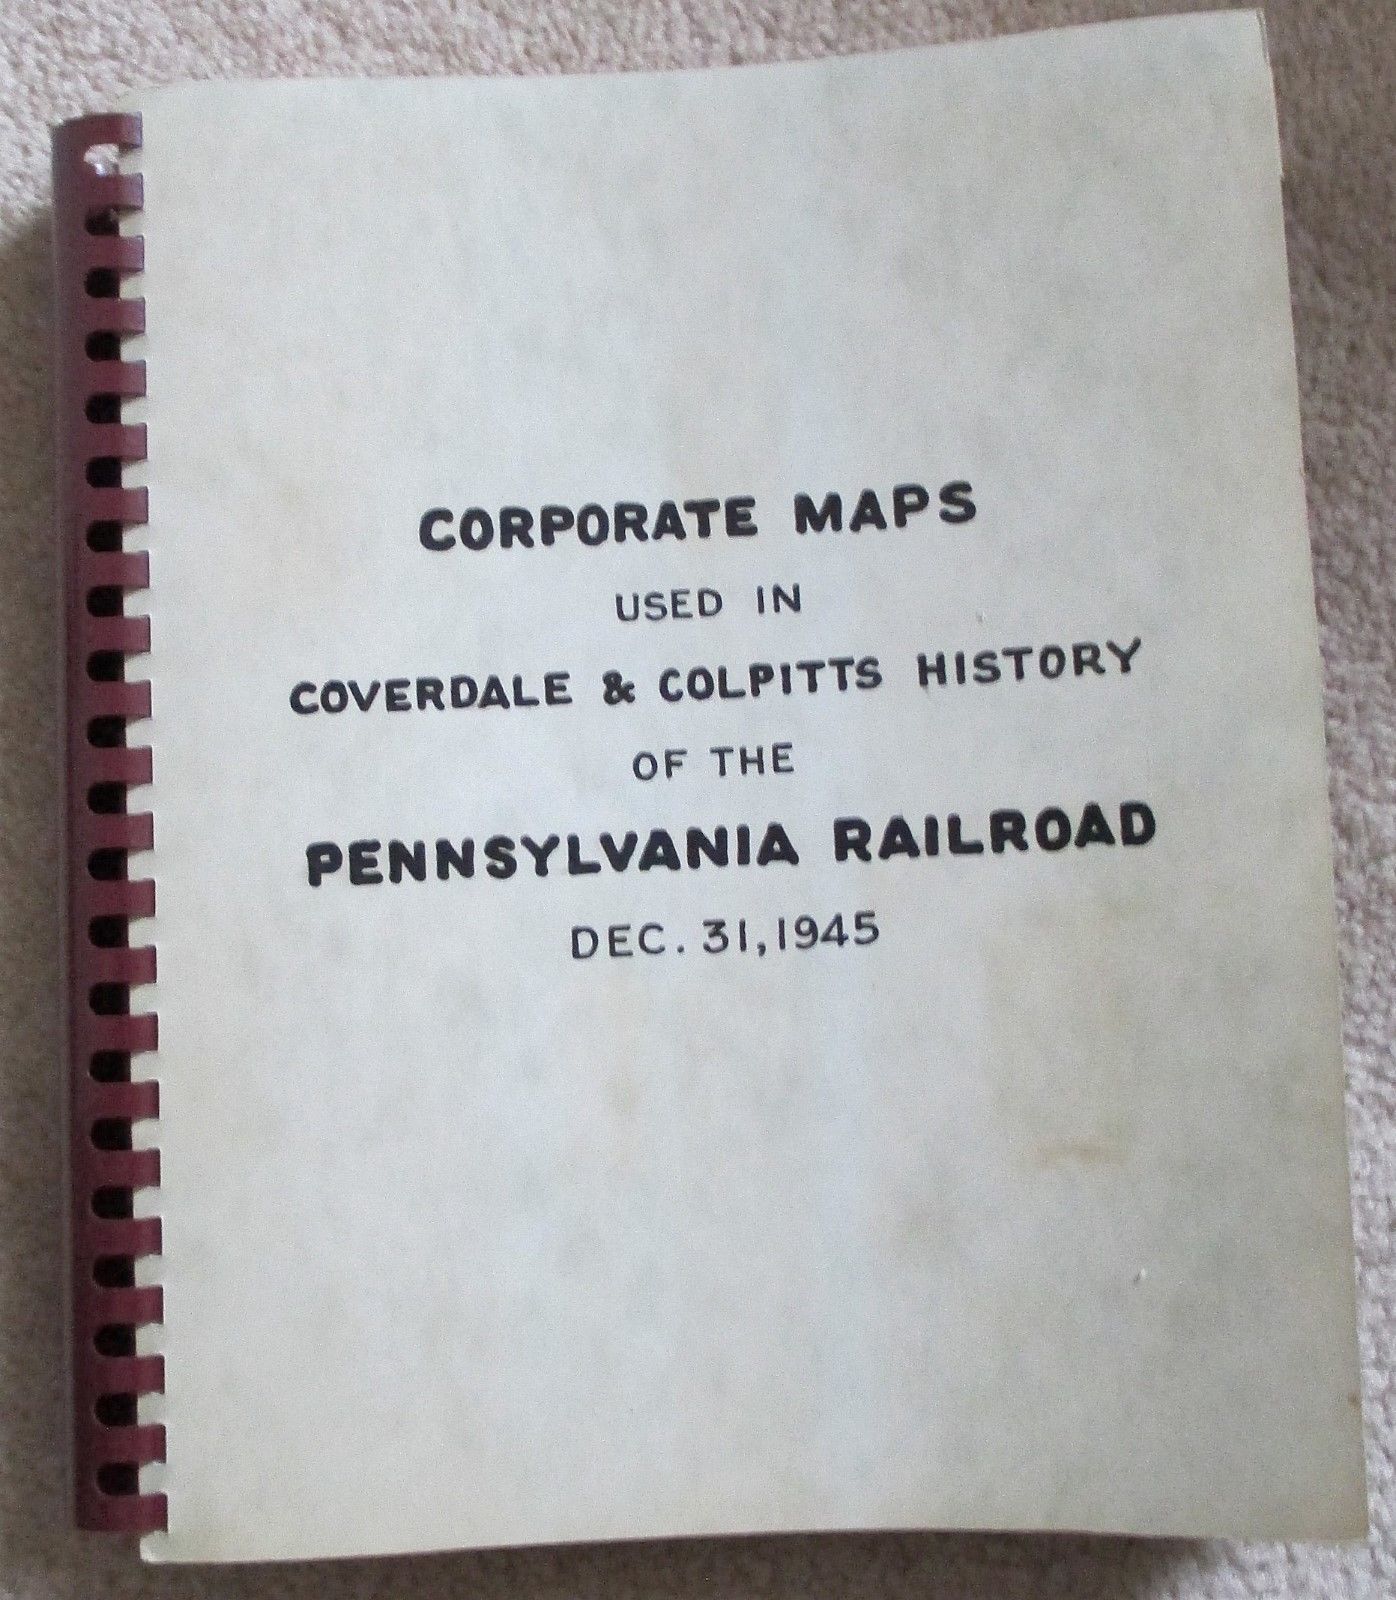 CORPORATE MAPS
USED IN
COVERDALE & COLPITTS HISTORY
OF THE
PENNSYLVANIA RAILROAD
DEC. 31, 1945